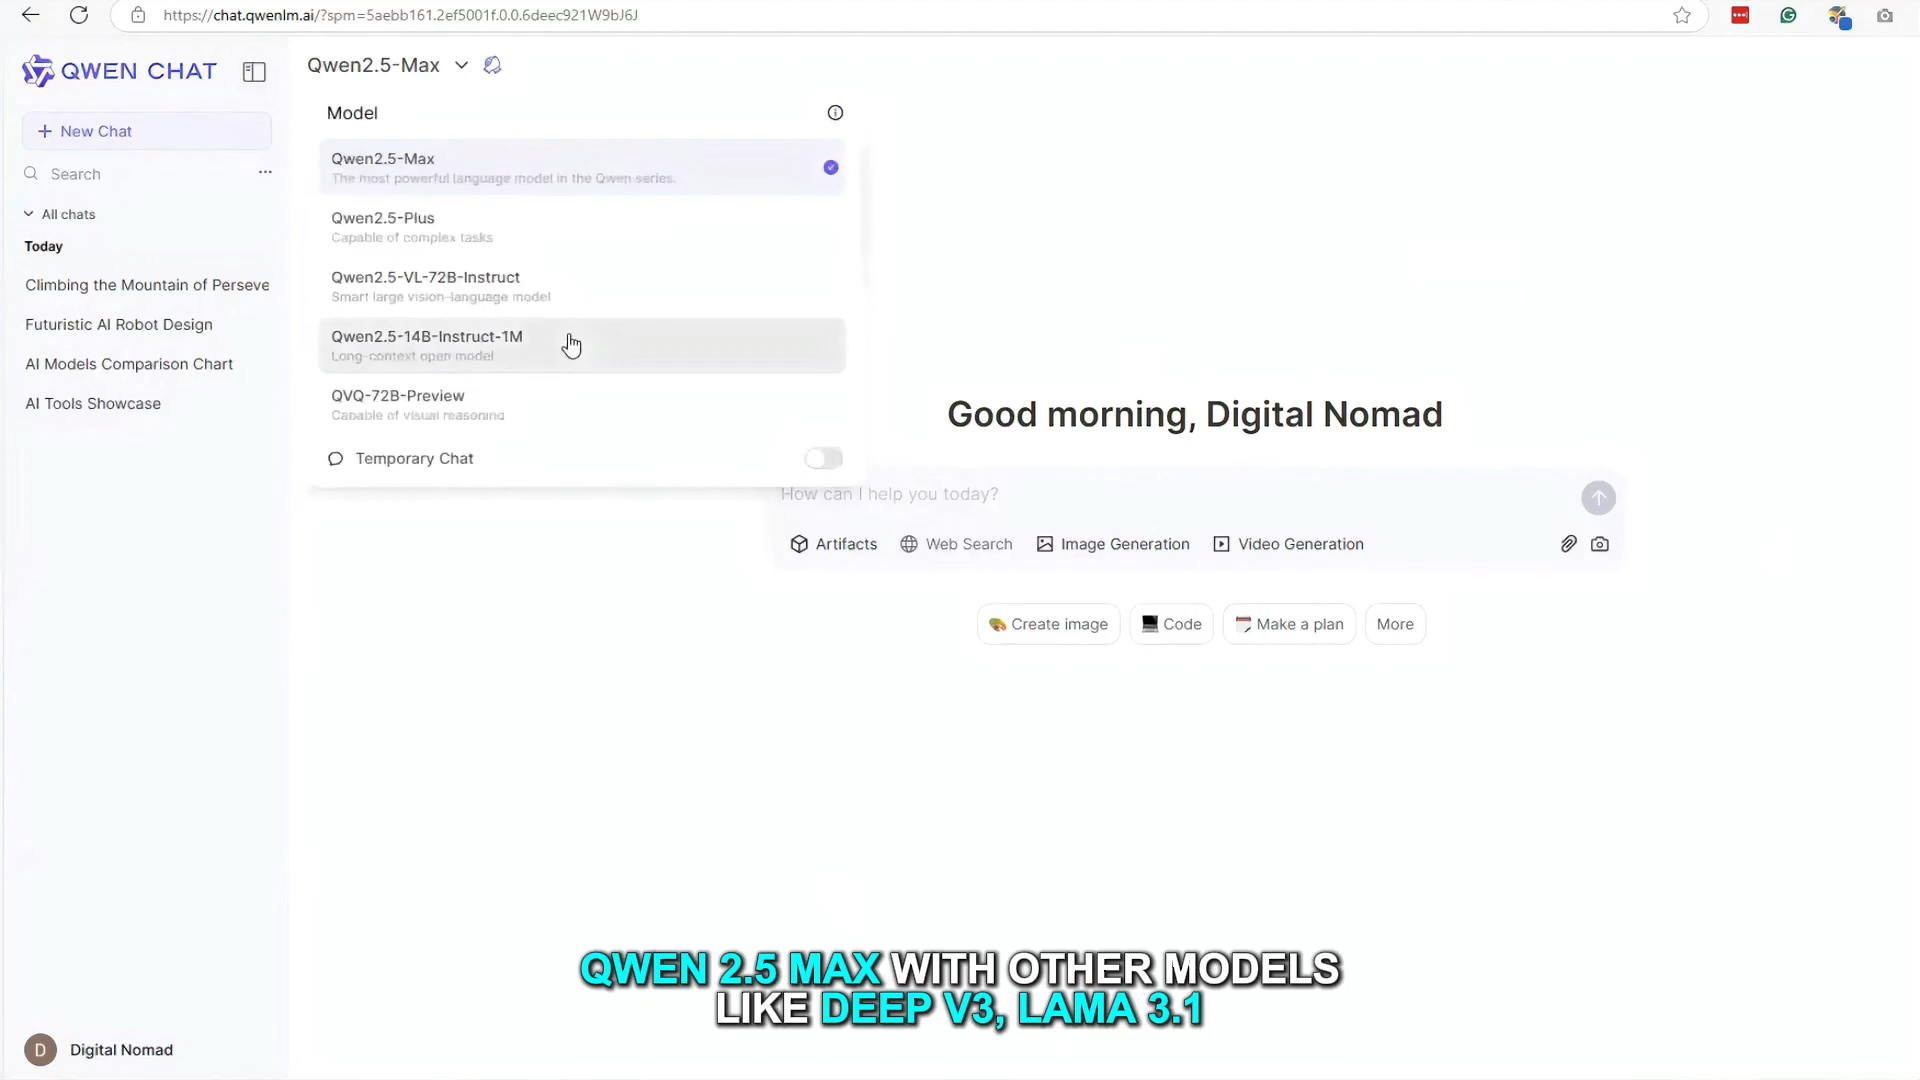 https://chat.qwenlm.ai/?spm=5aebb161.2ef5001f.0.0.6deec921W9bJ6J
QWEN CHAT
Qwen2.5-Max
New Chat
Search
All chats
Today
Climbing the Mountain of Perseve
Futuristic AI Robot Design
AI Models Comparison Chart
AI Tools Showcase
Model
Qwen2.5-Max
The most powerful language model in the Qwen series.
Qwen2.5-Plus
Capable of complex tasks
Qwen2.5-VL-72B-Instruct
Smart large vision-language model
Qwen2.5-14B-Instruct-1M
Long-context open model
QVQ-72B-Preview
Capable of visual reasoning
Temporary Chat
Good morning, Digital Nomad
How can I help you today?
Artifacts Web Search Image Generation Video Generation
Create image Code Make a plan More
QWEN 2.5 MAX WITH OTHER MODELS
LIKE DEEP V3, LAMA 3.1
D Digital Nomad